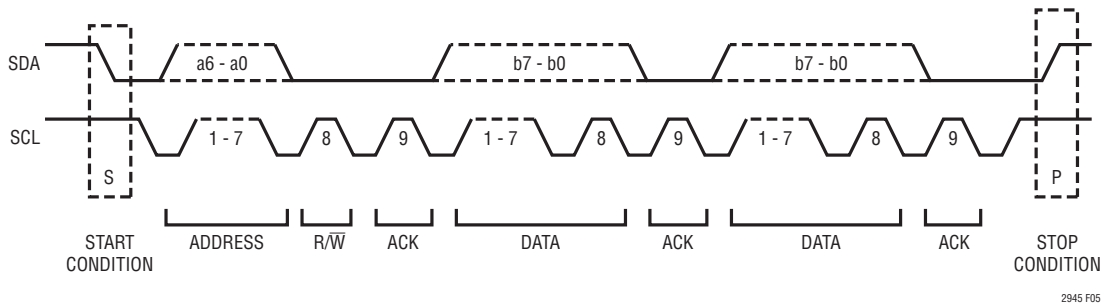 SDA
a6 - a0
b7 - b0
b7 - b0
SCL
1 - 7
8
9
1 - 7
8
9
1 - 7
8
9
S
P
START
CONDITION
ADDRESS
R/W̅
ACK
DATA
ACK
DATA
ACK
STOP
CONDITION
2945 F05